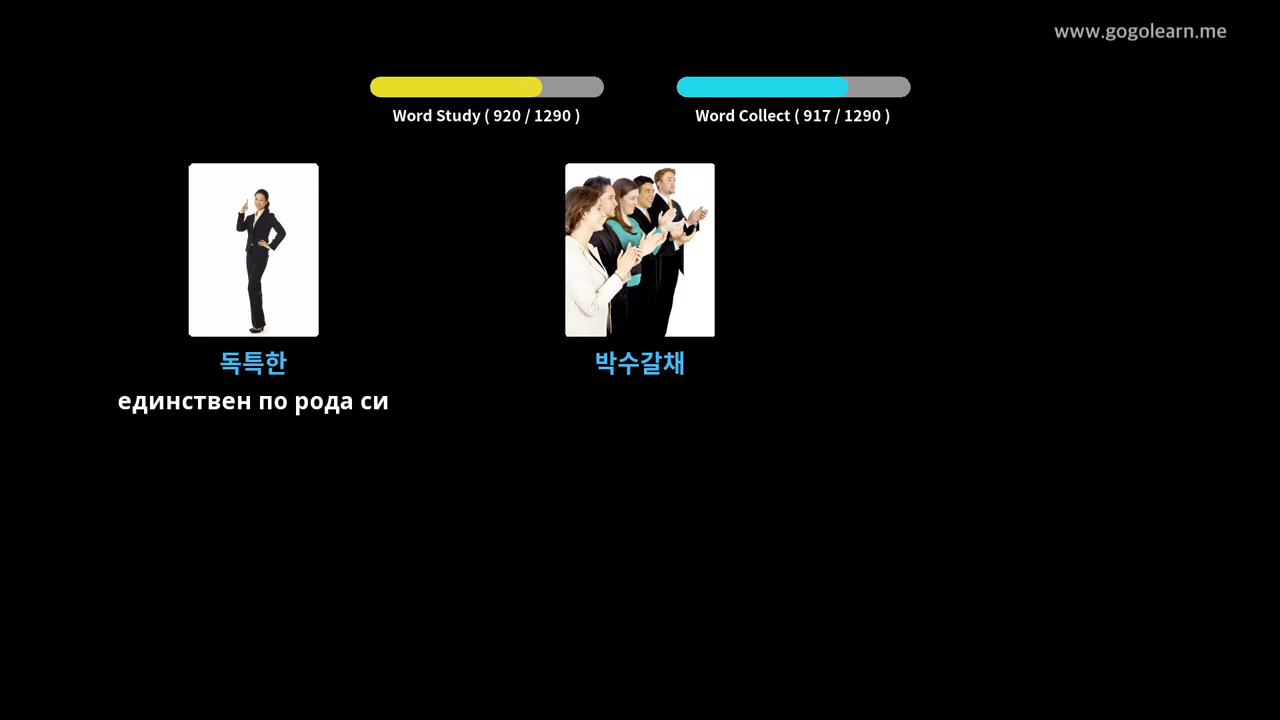 www.gogolearn.me
Word Study ( 920 / 1290 )
Word Collect ( 917 / 1290 )
독특한
박수갈채
единствен по рода си